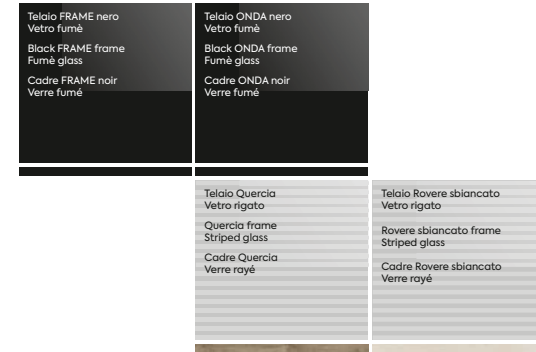 Telaio FRAME nero
Vetro fumè
Black FRAME frame
Fumè glass
Cadre FRAME noir
Verre fumé
Telaio ONDA nero
Vetro fumè
Black ONDA frame
Fumè glass
Cadre ONDA noir
Verre fumé
Telaio Quercia
Vetro rigato
Quercia frame
Striped glass
Cadre Quercia
Verre rayé
Telaio Rovere sbiancato
Vetro rigato
Rovere sbiancato frame
Striped glass
Cadre Rovere sbiancato
Verre rayé